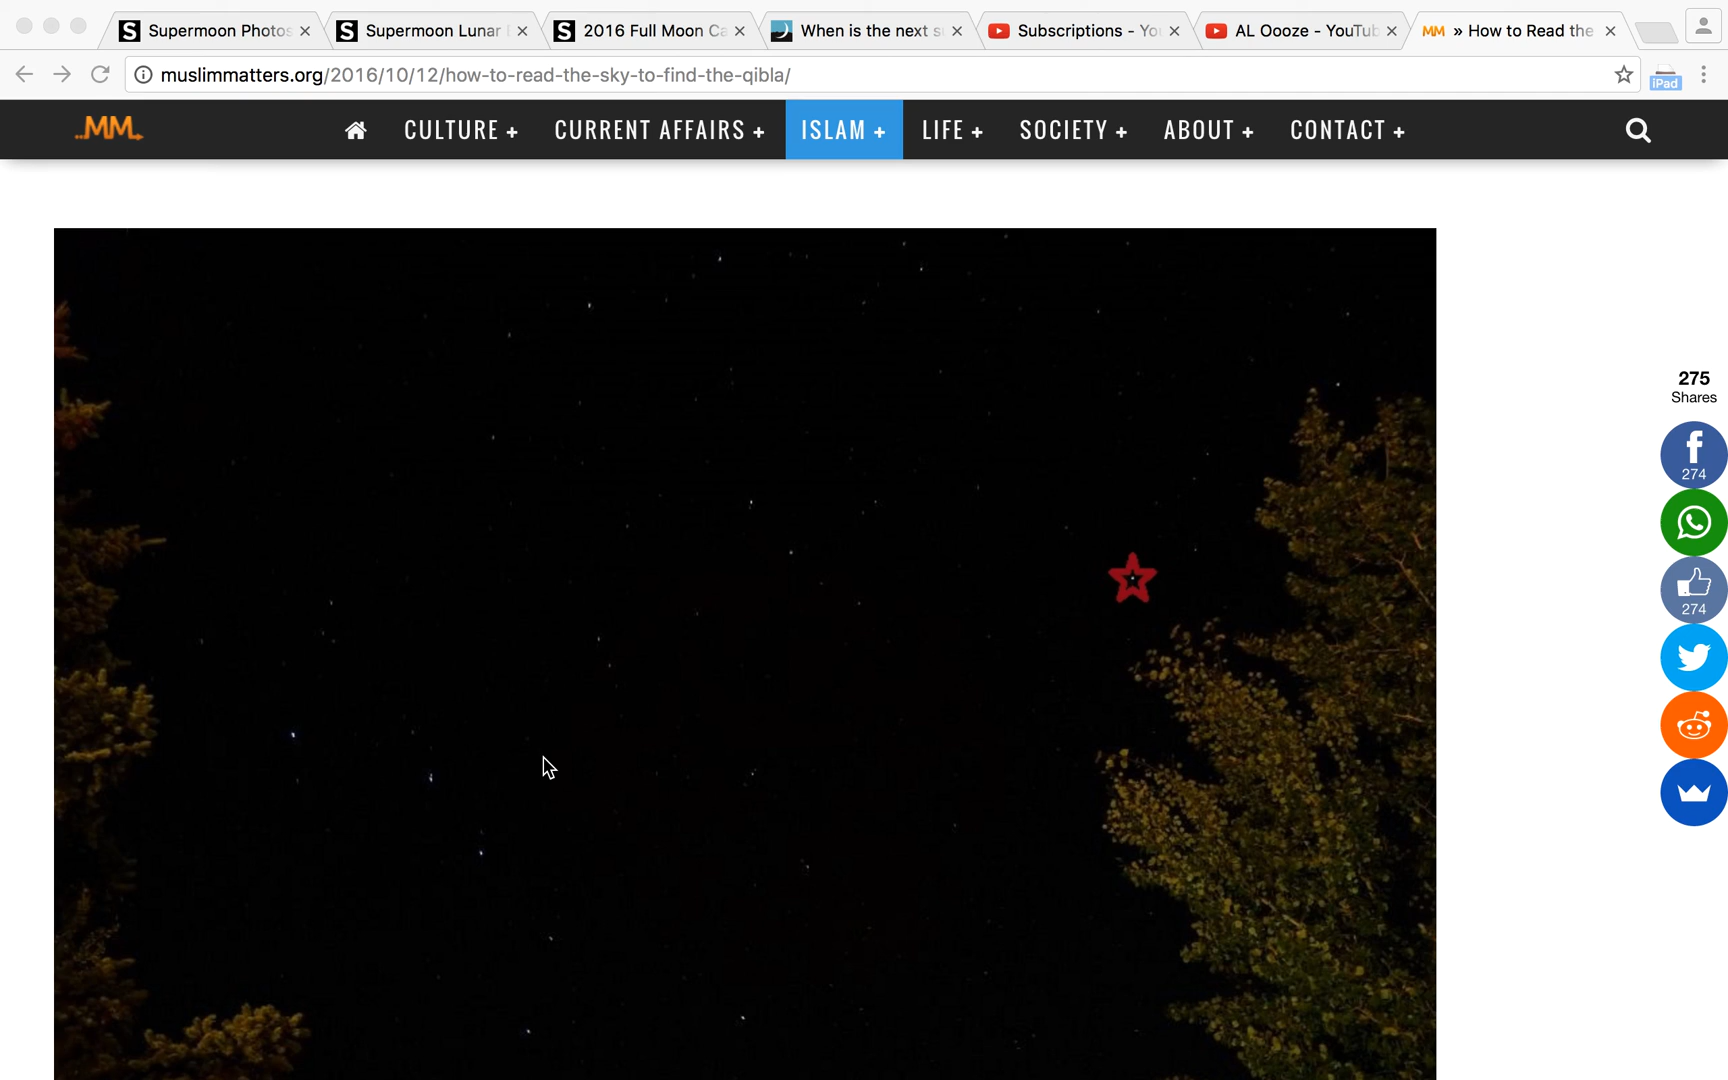 Supermoon Photos
Supermoon Lunar
2016 Full Moon Ca
When is the next s
Subscriptions - You
AL Oooze - YouTub
MM » How to Read the
muslimmatters.org/2016/10/12/how-to-read-the-sky-to-find-the-qibla/
iPad
..MM.
CULTURE +
CURRENT AFFAIRS +
ISLAM +
LIFE +
SOCIETY +
ABOUT +
CONTACT +
275
Shares
274
274